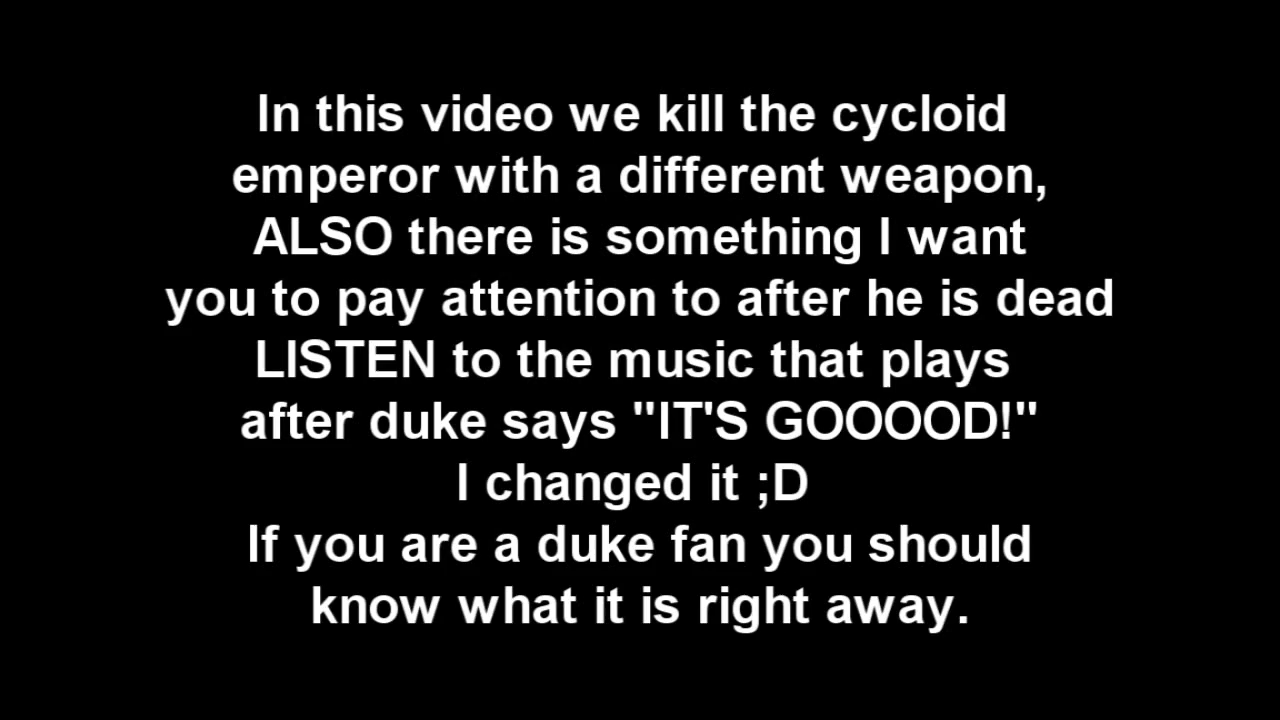 In this video we kill the cycloid
emperor with a different weapon,
ALSO there is something I want
you to pay attention to after he is dead
LISTEN to the music that plays
after duke says "IT'S GOOOOD!"
I changed it ;D
If you are a duke fan you should
know what it is right away.